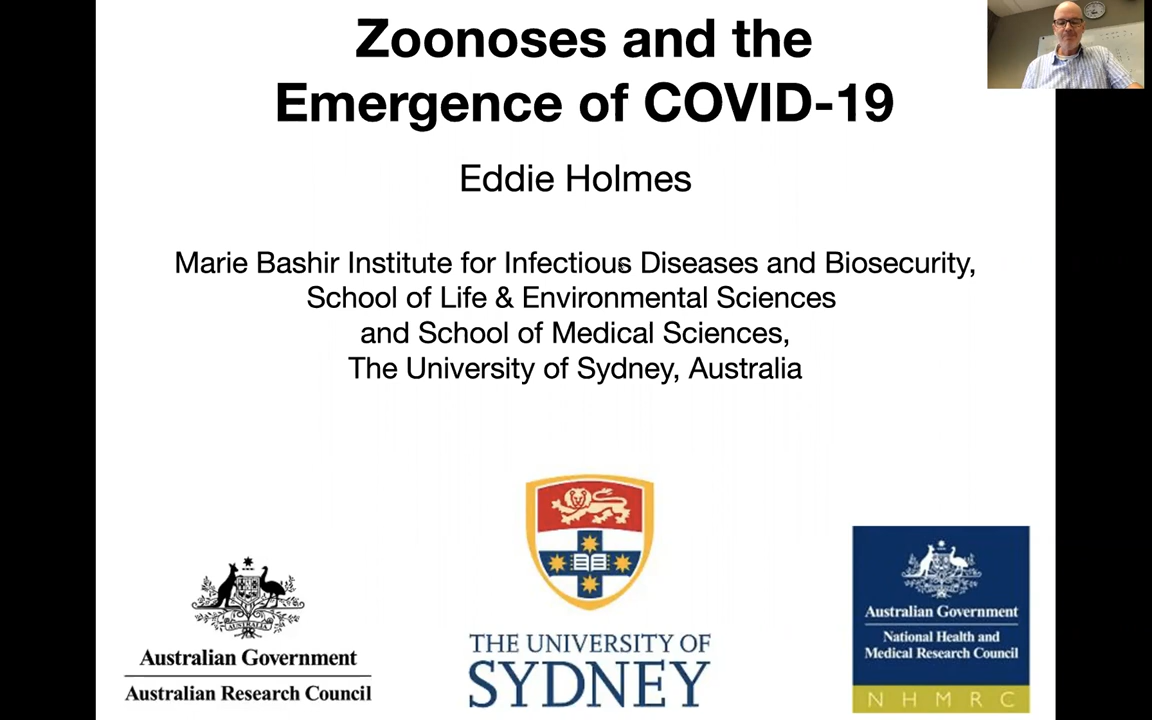 Zoonoses and the
Emergence of COVID-19
Eddie Holmes
Marie Bashir Institute for Infectious Diseases and Biosecurity,
School of Life & Environmental Sciences
and School of Medical Sciences,
The University of Sydney, Australia
AUSTRALIA
Australian Government
Australian Research Council
THE UNIVERSITY OF
SYDNEY
Australian Government
National Health and
Medical Research Council
NHMRC